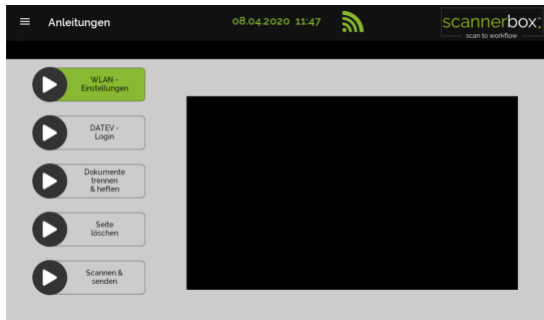 Anleitungen
08.04.2020 11:47
scannerbox:
scan to workflow
WLAN -
Einstellungen
DATEV -
Login
Dokumente
trennen
& heften
Seite
löschen
Scannen &
senden